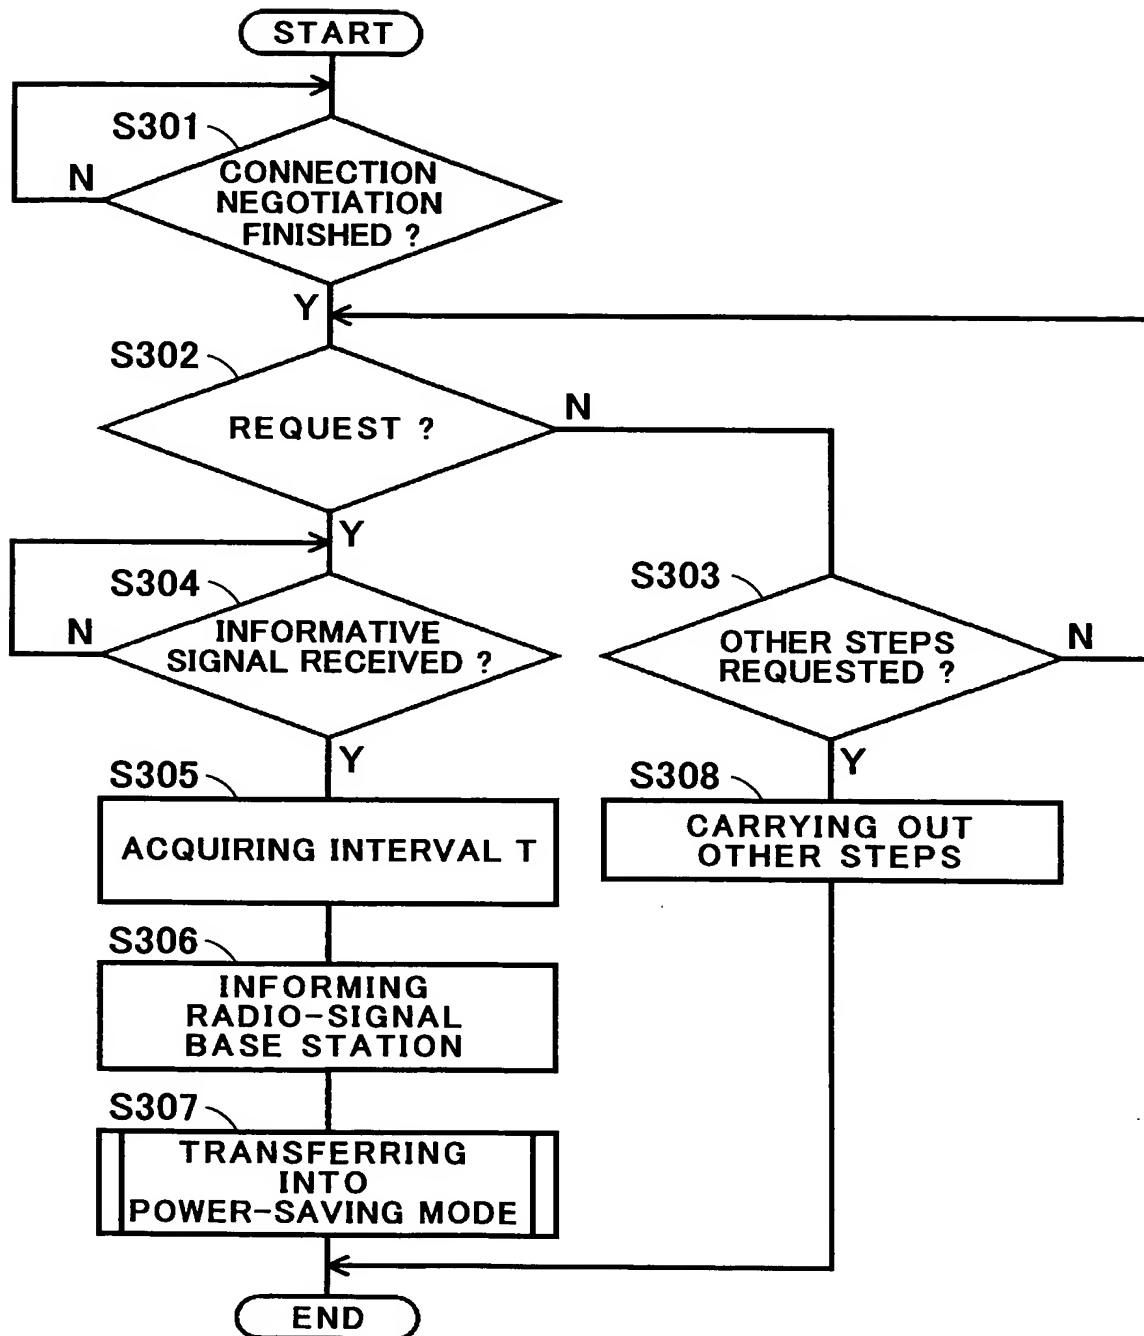 START
S301
N
CONNECTION
NEGOTIATION
FINISHED ?
Y
S302
REQUEST ?
N
Y
S304
N
INFORMATIVE
SIGNAL RECEIVED ?
Y
S303
OTHER STEPS
REQUESTED ?
N
Y
S305
ACQUIRING INTERVAL T
S308
CARRYING OUT
OTHER STEPS
S306
INFORMING
RADIO-SIGNAL
BASE STATION
S307
TRANSFERRING
INTO
POWER-SAVING MODE
END